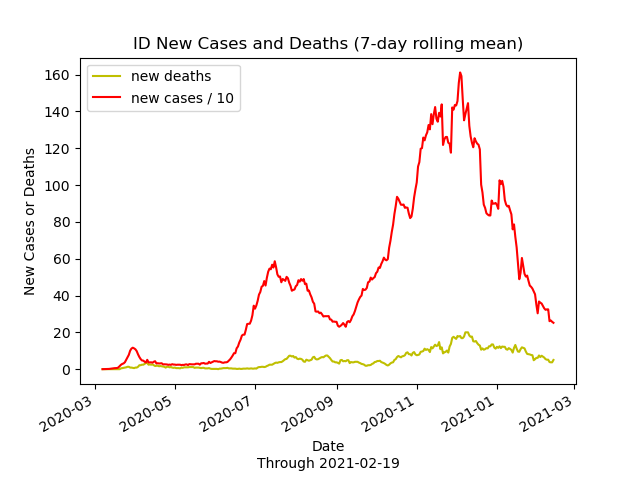 ID New Cases and Deaths (7-day rolling mean)
new deaths
new cases / 10
160
140
120
100
80
60
40
20
0
New Cases or Deaths
2020-03
2020-05
2020-07
2020-09
2020-11
2021-01
2021-03
Date
Through 2021-02-19